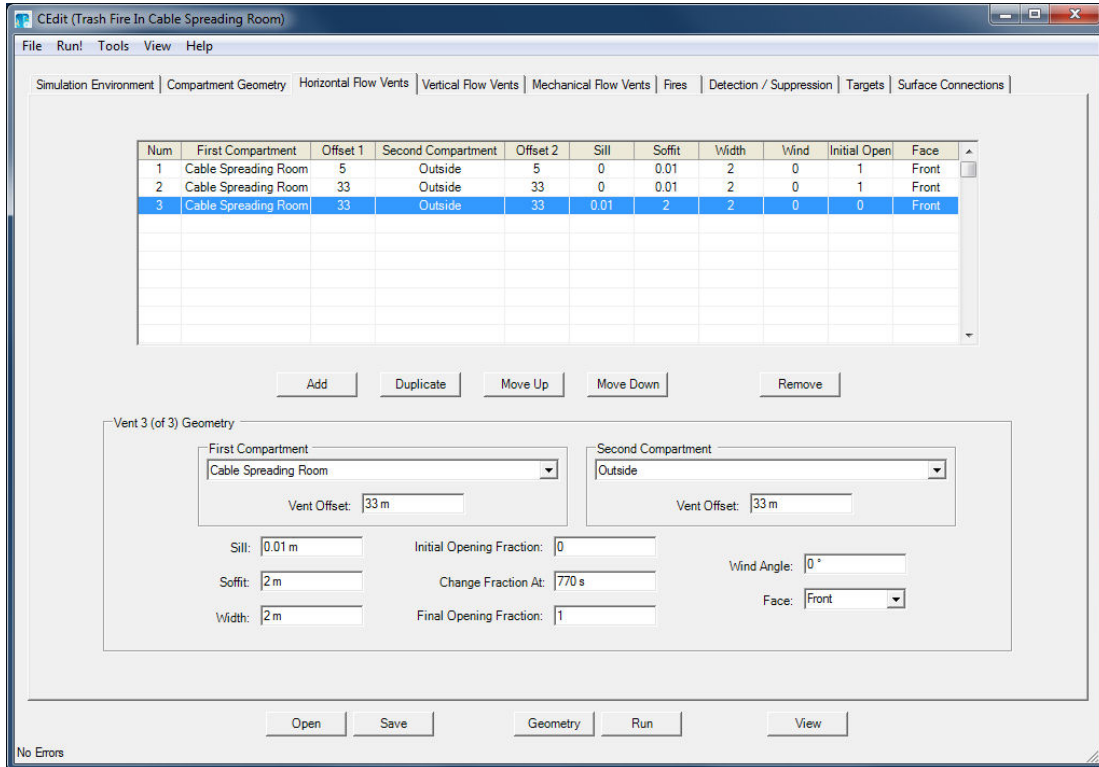 CEdit (Trash Fire In Cable Spreading Room)
File Run! Tools View Help
Simulation Environment Compartment Geometry Horizontal Flow Vents Vertical Flow Vents Mechanical Flow Vents Fires Detection / Suppression Targets Surface Connections
Num First Compartment Offset 1 Second Compartment Offset 2 Sill Soffit Width Wind Initial Open Face
1 Cable Spreading Room 5 Outside 5 0 0.01 2 0 1 Front
2 Cable Spreading Room 33 Outside 33 0 0.01 2 0 1 Front
3 Cable Spreading Room 33 Outside 33 0.01 2 2 0 0 Front
Add Duplicate Move Up Move Down Remove
Vent 3 (of 3) Geometry
First Compartment Second Compartment
Cable Spreading Room Outside
Vent Offset: 33 m Vent Offset: 33 m
Sill: 0.01 m Initial Opening Fraction: 0 Wind Angle: 0 °
Soffit: 2 m Change Fraction At: 770 s Face: Front
Width: 2 m Final Opening Fraction: 1
Open Save Geometry Run View
No Errors